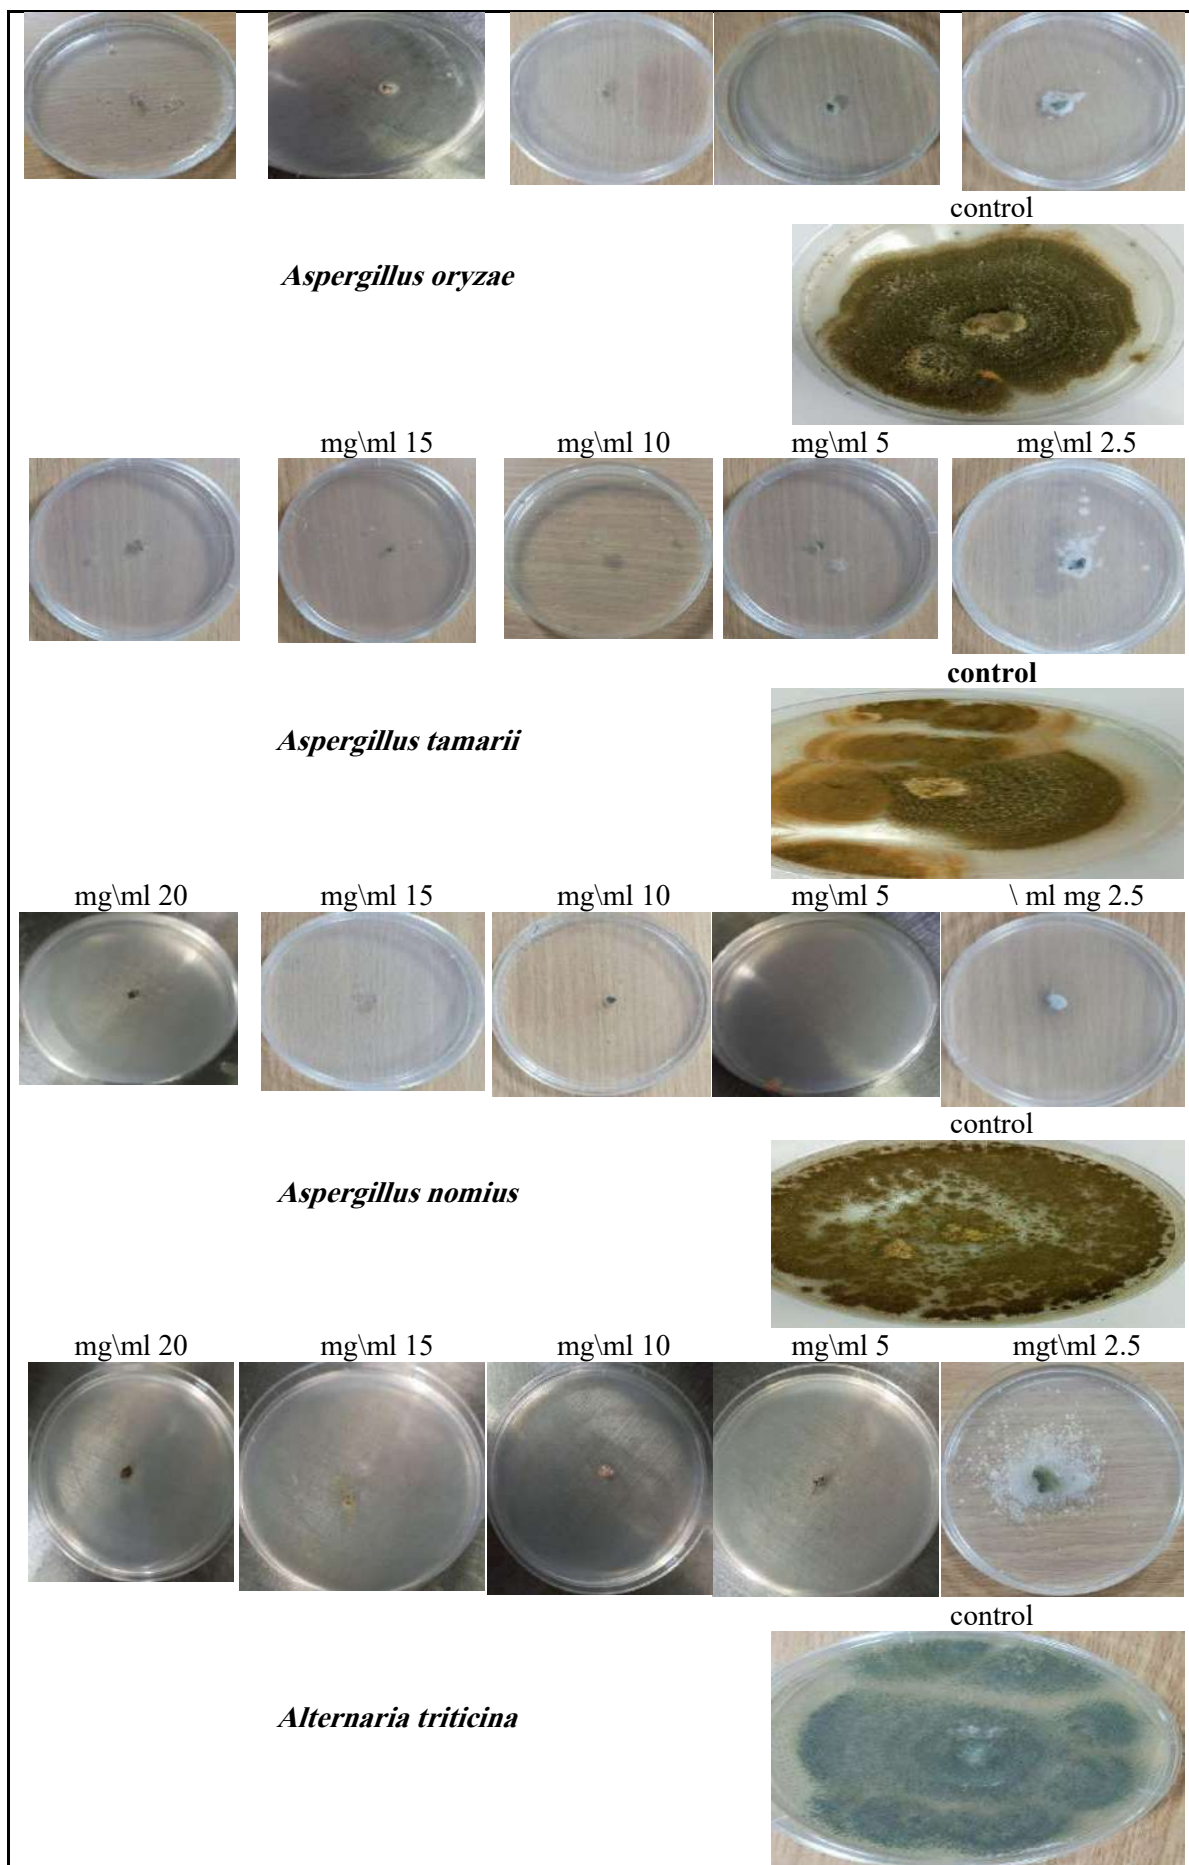 control
Aspergillus oryzae
mg\ml 15 mg\ml 10 mg\ml 5 mg\ml 2.5
control
Aspergillus tamarii
mg\ml 20 mg\ml 15 mg\ml 10 mg\ml 5 \ ml mg 2.5
control
Aspergillus nomius
mg\ml 20 mg\ml 15 mg\ml 10 mg\ml 5 mgt\ml 2.5
control
Alternaria triticina